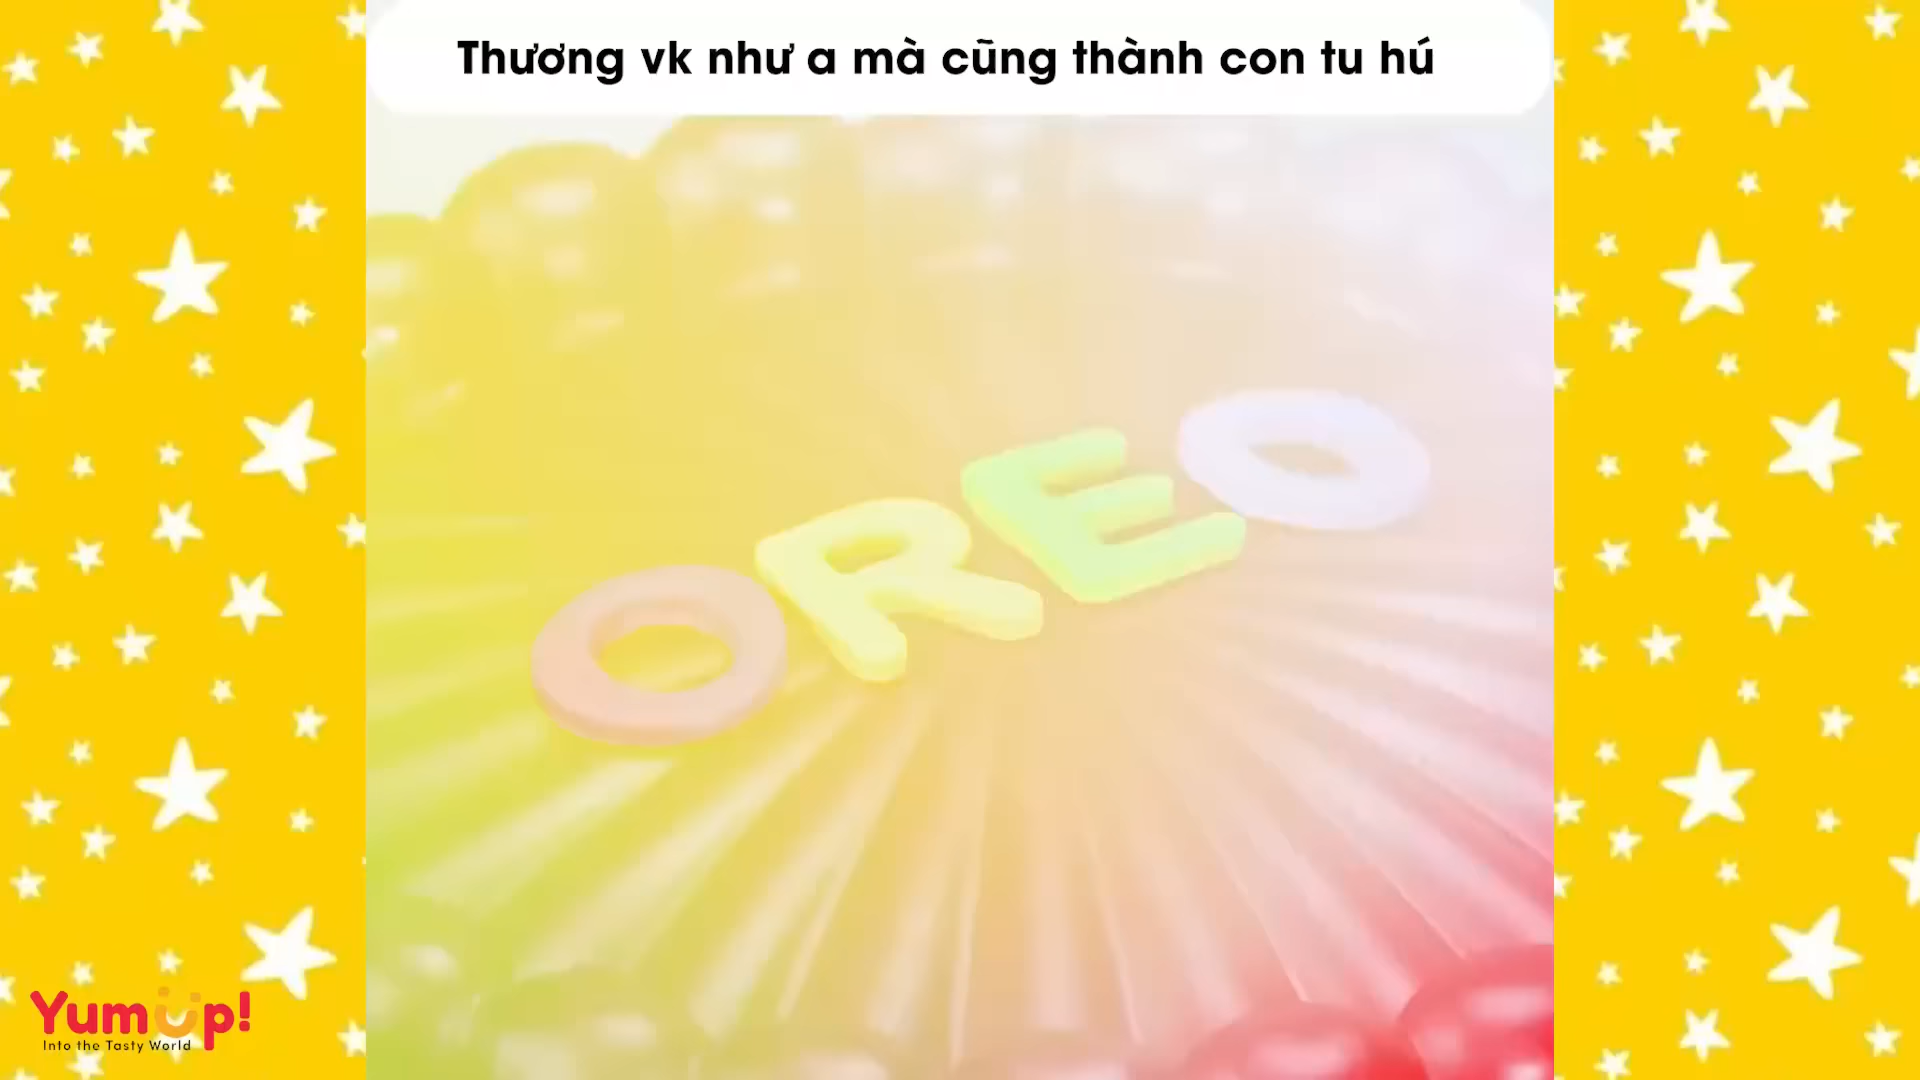 Thương vk như a mà cũng thành con tu hú
OREO
YumUp!
Into the Tasty World